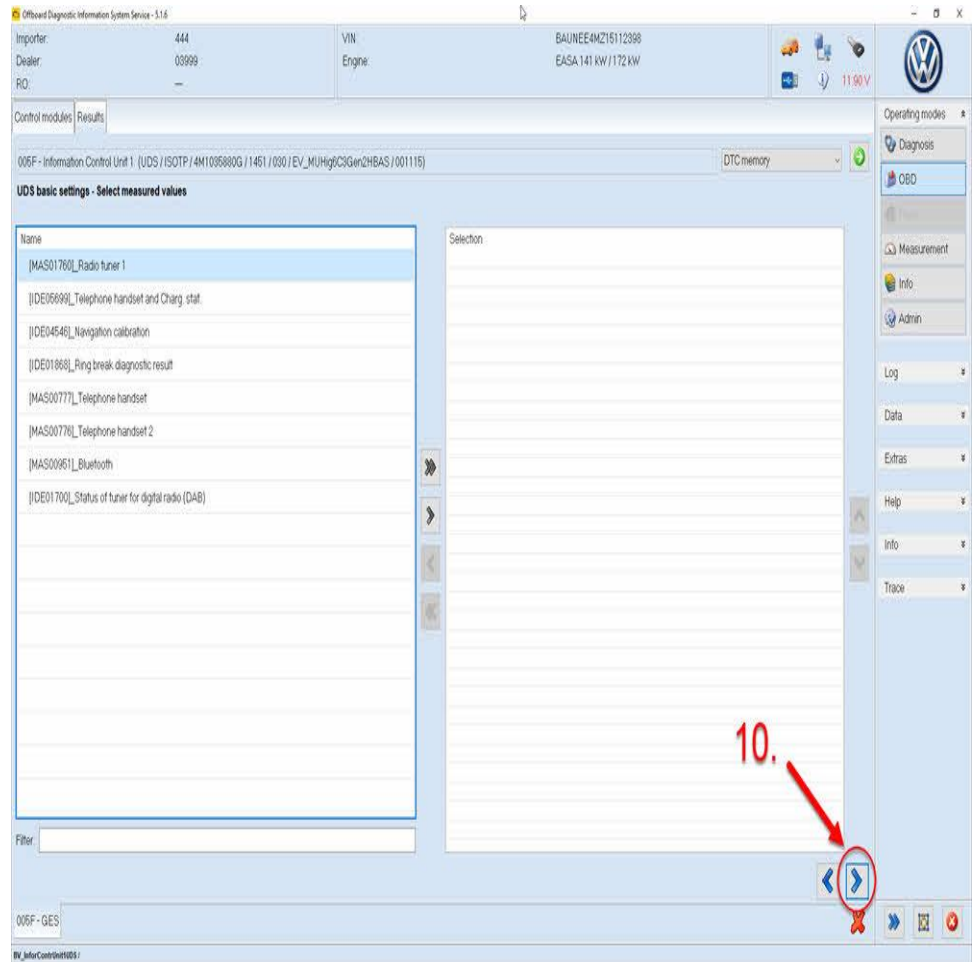 Offboard Diagnostic Information System Service - 5.1.6
Importer: 444 VIN: BAUNEE4MZ15112398
Dealer: 03999 Engine: EASA 141 kW / 172 kW
RO: — 11.90 V
Control modules Results
Operating modes
005F - Information Control Unit 1 (UDS / ISOTP / 4M1035880G / 1451 / 030 / EV_MUHig6C3Gen2HBAS / 001115) DTC memory
Diagnosis
UDS basic settings - Select measured values
OBD
Name Selection
Measurement
[MAS01760]_Radio tuner 1
Info
[IDE05699]_Telephone handset and Charg. stat.
Admin
[IDE04546]_Navigation calibration
[IDE01868]_Ring break diagnostic result
Log
[MAS00777]_Telephone handset
Data
[MAS00776]_Telephone handset 2
[MAS00951]_Bluetooth
Extras
[IDE01700]_Status of tuner for digital radio (DAB)
Help
Info
Trace
10.
Filter:
005F - GES
BV_InforContrUnit1UDS /